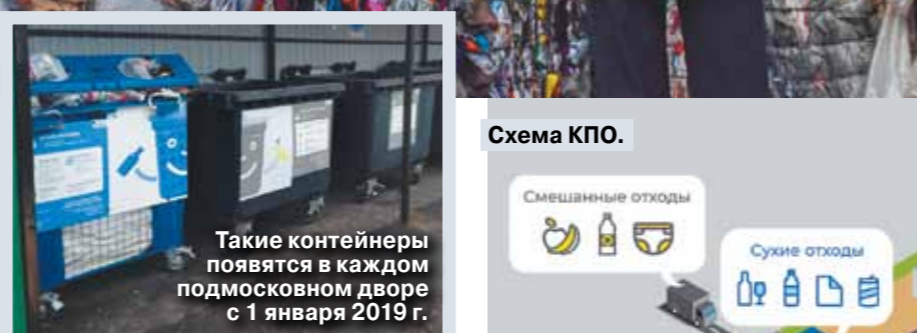 Такие контейнеры
появятся в каждом
подмосковном дворе
с 1 января 2019 г.
Схема КПО.
Смешанные отходы
Сухие отходы